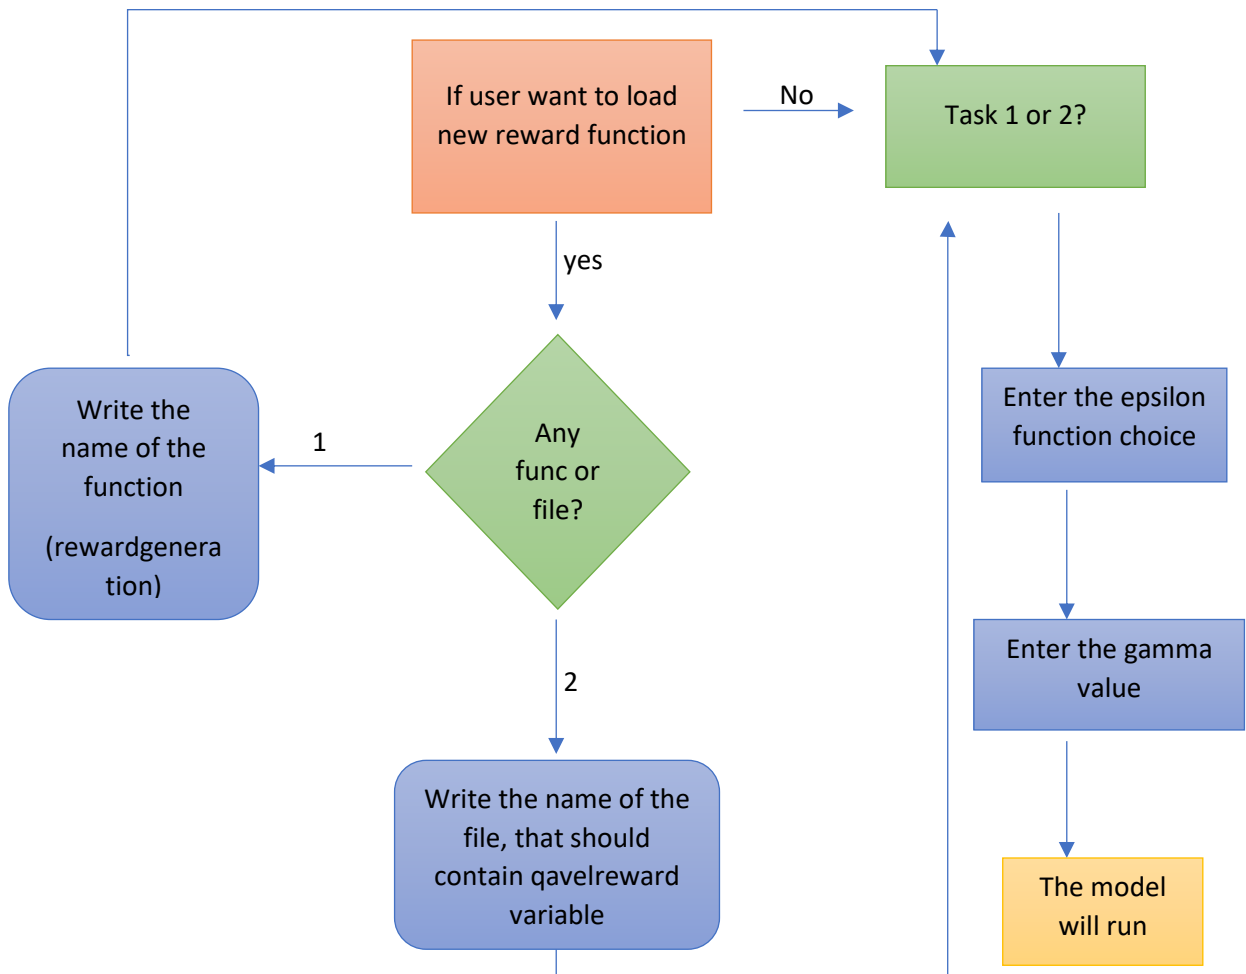 If user want to load
new reward function
No
Task 1 or 2?
yes
Any
func or
file?
1
Write the
name of the
function
(rewardgenera
tion)
Enter the epsilon
function choice
2
Enter the gamma
value
Write the name of the
file, that should
contain qavelreward
variable
The model
will run